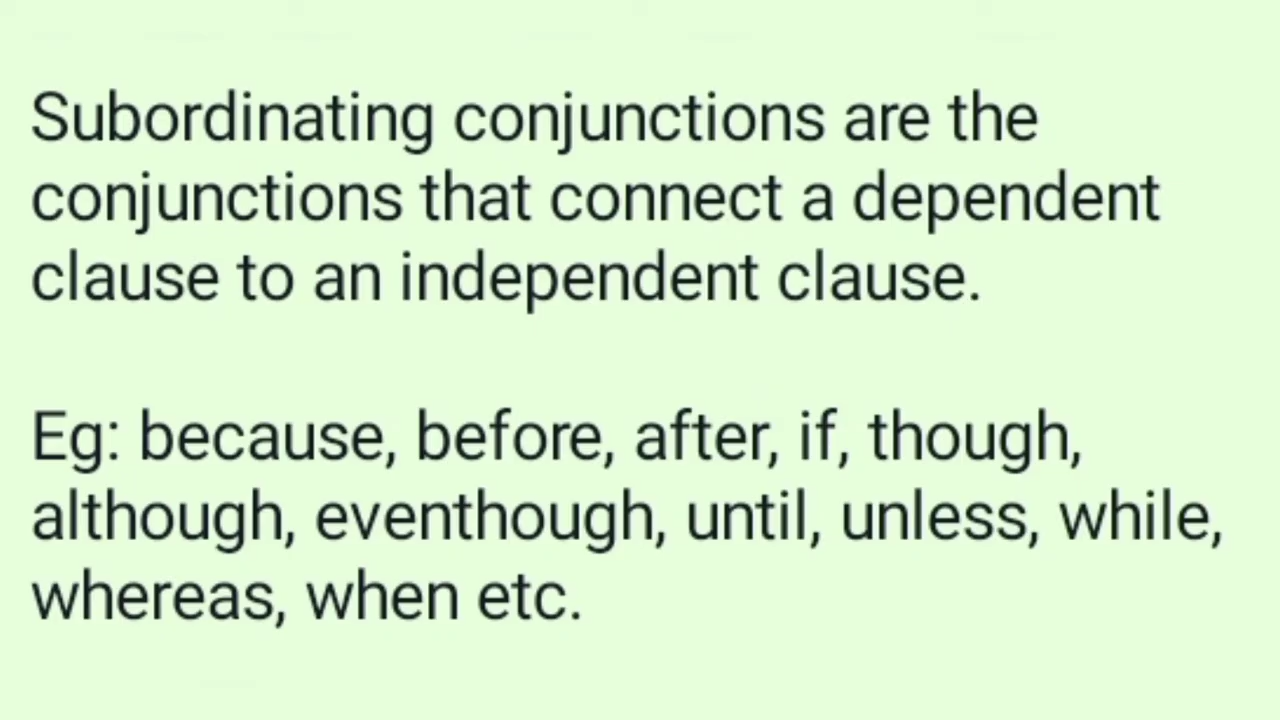 Subordinating conjunctions are the
conjunctions that connect a dependent
clause to an independent clause.
Eg: because, before, after, if, though,
although, eventhough, until, unless, while,
whereas, when etc.